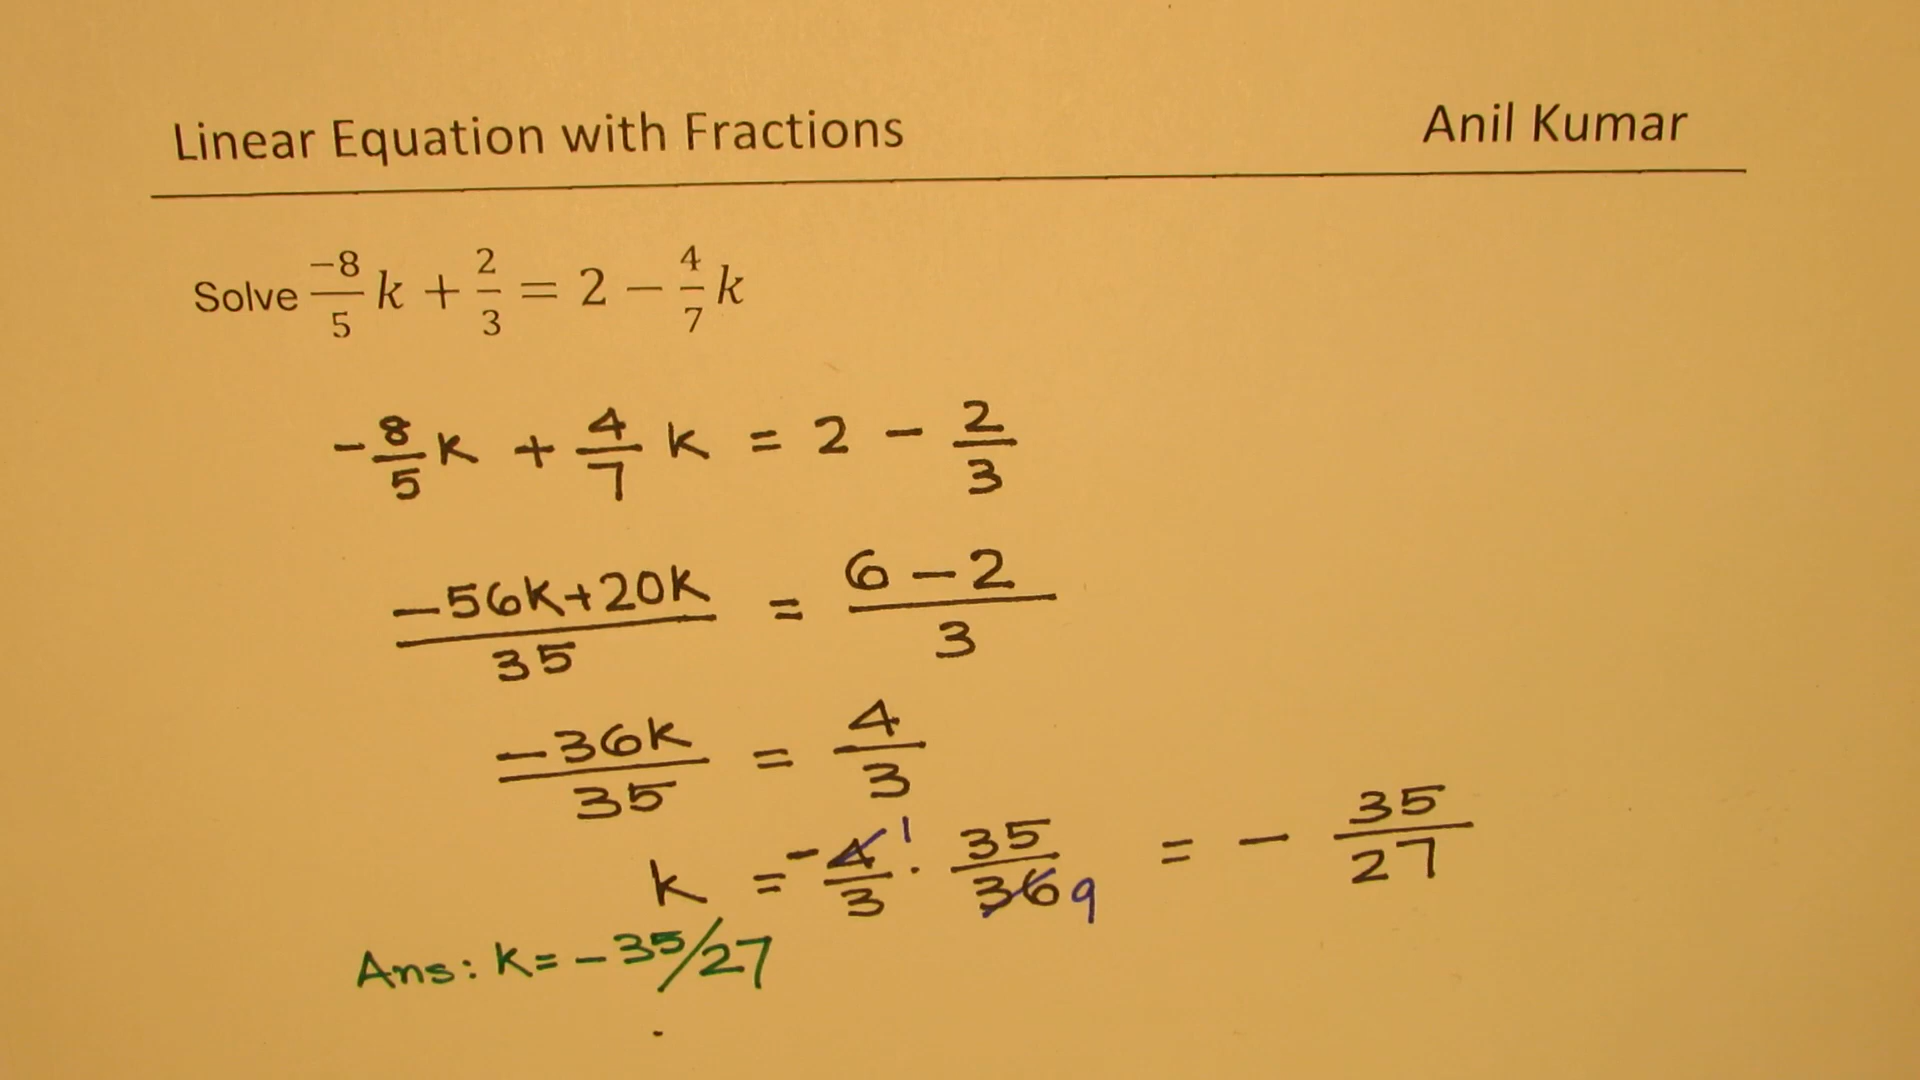 Linear Equation with Fractions Anil Kumar
Solve -8/5 k + 2/3 = 2 − 4/7 k
- 8/5 k + 4/7 k = 2 - 2/3
-56k+20k/35 = 6-2/3
-36k/35 = 4/3
k = -4/3 1 · 35/36 9 = - 35/27
Ans: k = - 35/27